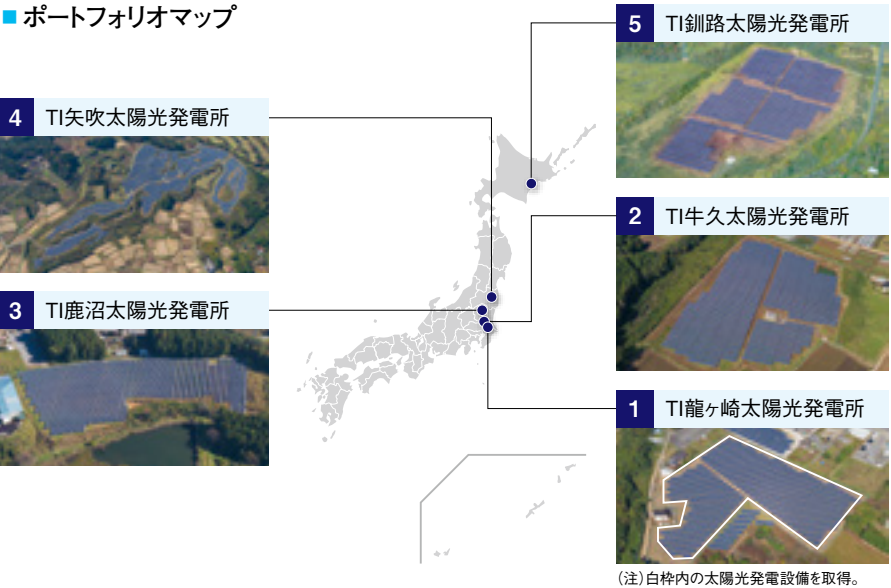 ■ポートフォリオマップ
5 TI釧路太陽光発電所
4 TI矢吹太陽光発電所
2 TI牛久太陽光発電所
3 TI鹿沼太陽光発電所
1 TI龍ヶ崎太陽光発電所
(注)白枠内の太陽光発電設備を取得。